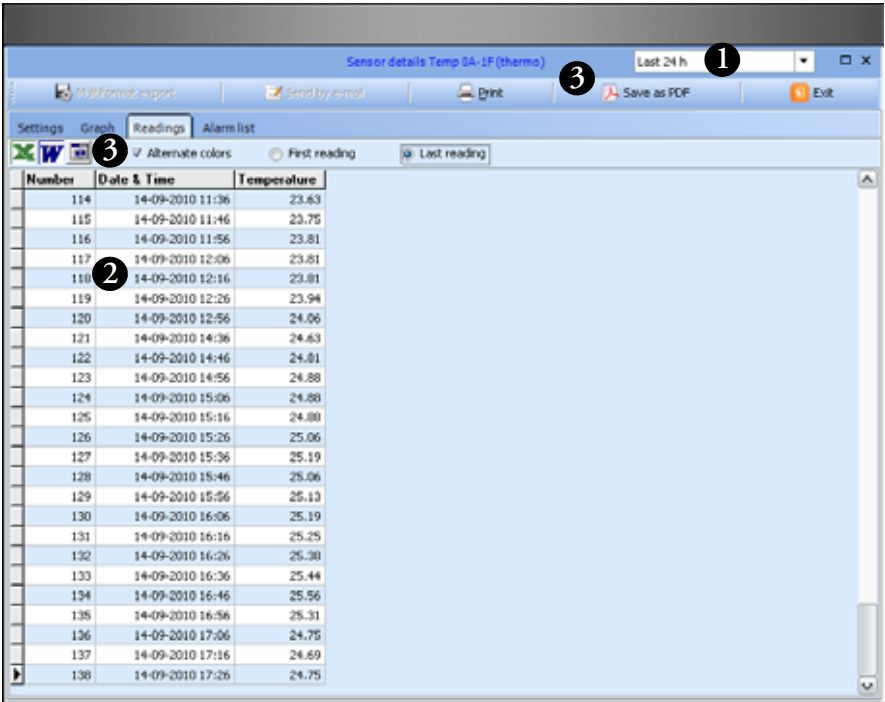 Sensor details Temp 0A-1F (thermo) Last 24 h 1
Multiformat export Send by e-mail Print 3 Save as PDF Exit
Settings Graph Readings Alarm list
3 Alternate colors First reading Last reading
Number Date & Time Temperature
114 14-09-2010 11:36 23.63
115 14-09-2010 11:46 23.75
116 14-09-2010 11:56 23.81
117 14-09-2010 12:06 23.81
118 2 14-09-2010 12:16 23.81
119 14-09-2010 12:26 23.94
120 14-09-2010 12:56 24.06
121 14-09-2010 14:36 24.63
122 14-09-2010 14:46 24.81
123 14-09-2010 14:56 24.88
124 14-09-2010 15:06 24.88
125 14-09-2010 15:16 24.88
126 14-09-2010 15:26 25.06
127 14-09-2010 15:36 25.19
128 14-09-2010 15:46 25.06
129 14-09-2010 15:56 25.13
130 14-09-2010 16:06 25.19
131 14-09-2010 16:16 25.25
132 14-09-2010 16:26 25.38
133 14-09-2010 16:36 25.44
134 14-09-2010 16:46 25.56
135 14-09-2010 16:56 25.31
136 14-09-2010 17:06 24.75
137 14-09-2010 17:16 24.69
138 14-09-2010 17:26 24.75